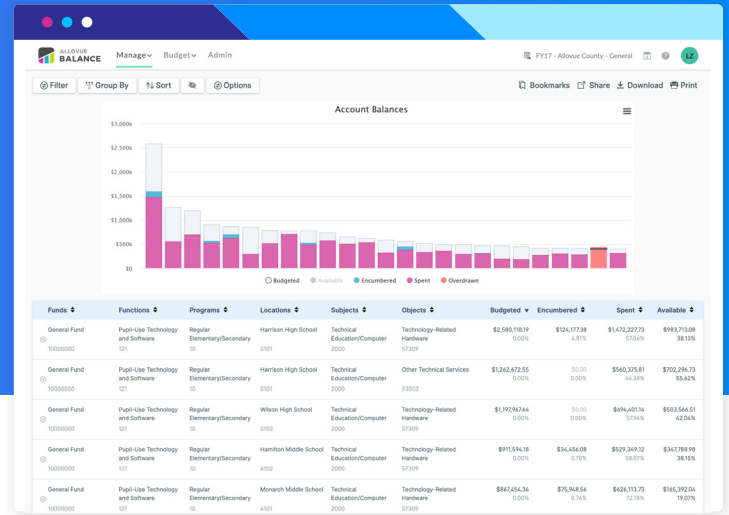 ALLOVUE
BALANCE
Manage Budget Admin
FY17 - Allovue County - General
LZ
Filter Group By Sort Options
Bookmarks Share Download Print
Account Balances
$3,000k
$2,500k
$2,000k
$1,500k
$1,000k
$500k
$0
Budgeted Available Encumbered Spent Overdrawn
Funds Functions Programs Locations Subjects Objects Budgeted Encumbered Spent Available
General Fund Pupil-Use Technology Regular Harrison High School Technical Technology-Related $2,580,118.19 $124,177.38 $1,472,227.73 $983,713.08
and Software Elementary/Secondary Education/Computer Hardware 0.00% 4.81% 57.06% 38.13%
10000000 121 10 5101 2000 57309
General Fund Pupil-Use Technology Regular Harrison High School Technical Other Technical Services $1,262,672.55 $0.00 $560,375.81 $702,296.73
and Software Elementary/Secondary Education/Computer 0.00% 0.00% 44.38% 55.62%
10000000 121 10 5101 2000 53502
General Fund Pupil-Use Technology Regular Wilson High School Technical Technology-Related $1,197,967.64 $0.00 $694,401.14 $503,566.51
and Software Elementary/Secondary Education/Computer Hardware 0.00% 0.00% 57.96% 42.04%
10000000 121 10 5102 2000 57309
General Fund Pupil-Use Technology Regular Hamilton Middle School Technical Technology-Related $911,594.18 $34,456.08 $529,349.12 $347,788.98
and Software Elementary/Secondary Education/Computer Hardware 0.00% 3.78% 58.07% 38.15%
10000000 121 10 4102 2000 57309
General Fund Pupil-Use Technology Regular Monarch Middle School Technical Technology-Related $867,454.34 $75,948.56 $626,113.73 $165,392.04
and Software Elementary/Secondary Education/Computer Hardware 0.00% 8.76% 72.18% 19.07%
10000000 121 10 4101 2000 57309